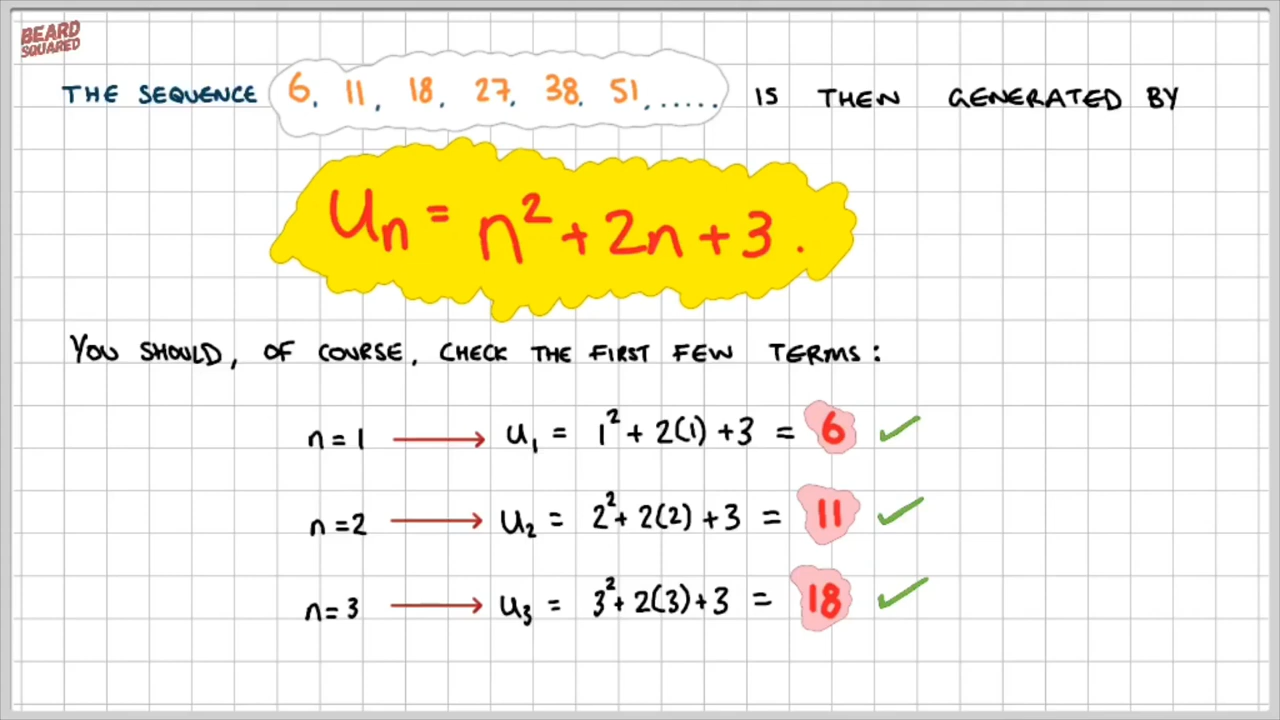 BEARD
SQUARED
THE SEQUENCE 6, 11, 18, 27, 38, 51, ..... IS THEN GENERATED BY
Uₙ = n² + 2n + 3.
YOU SHOULD, OF COURSE, CHECK THE FIRST FEW TERMS:
n = 1 → U₁ = 1² + 2(1) + 3 = 6 ✓
n = 2 → U₂ = 2² + 2(2) + 3 = 11 ✓
n = 3 → U₃ = 3² + 2(3) + 3 = 18 ✓